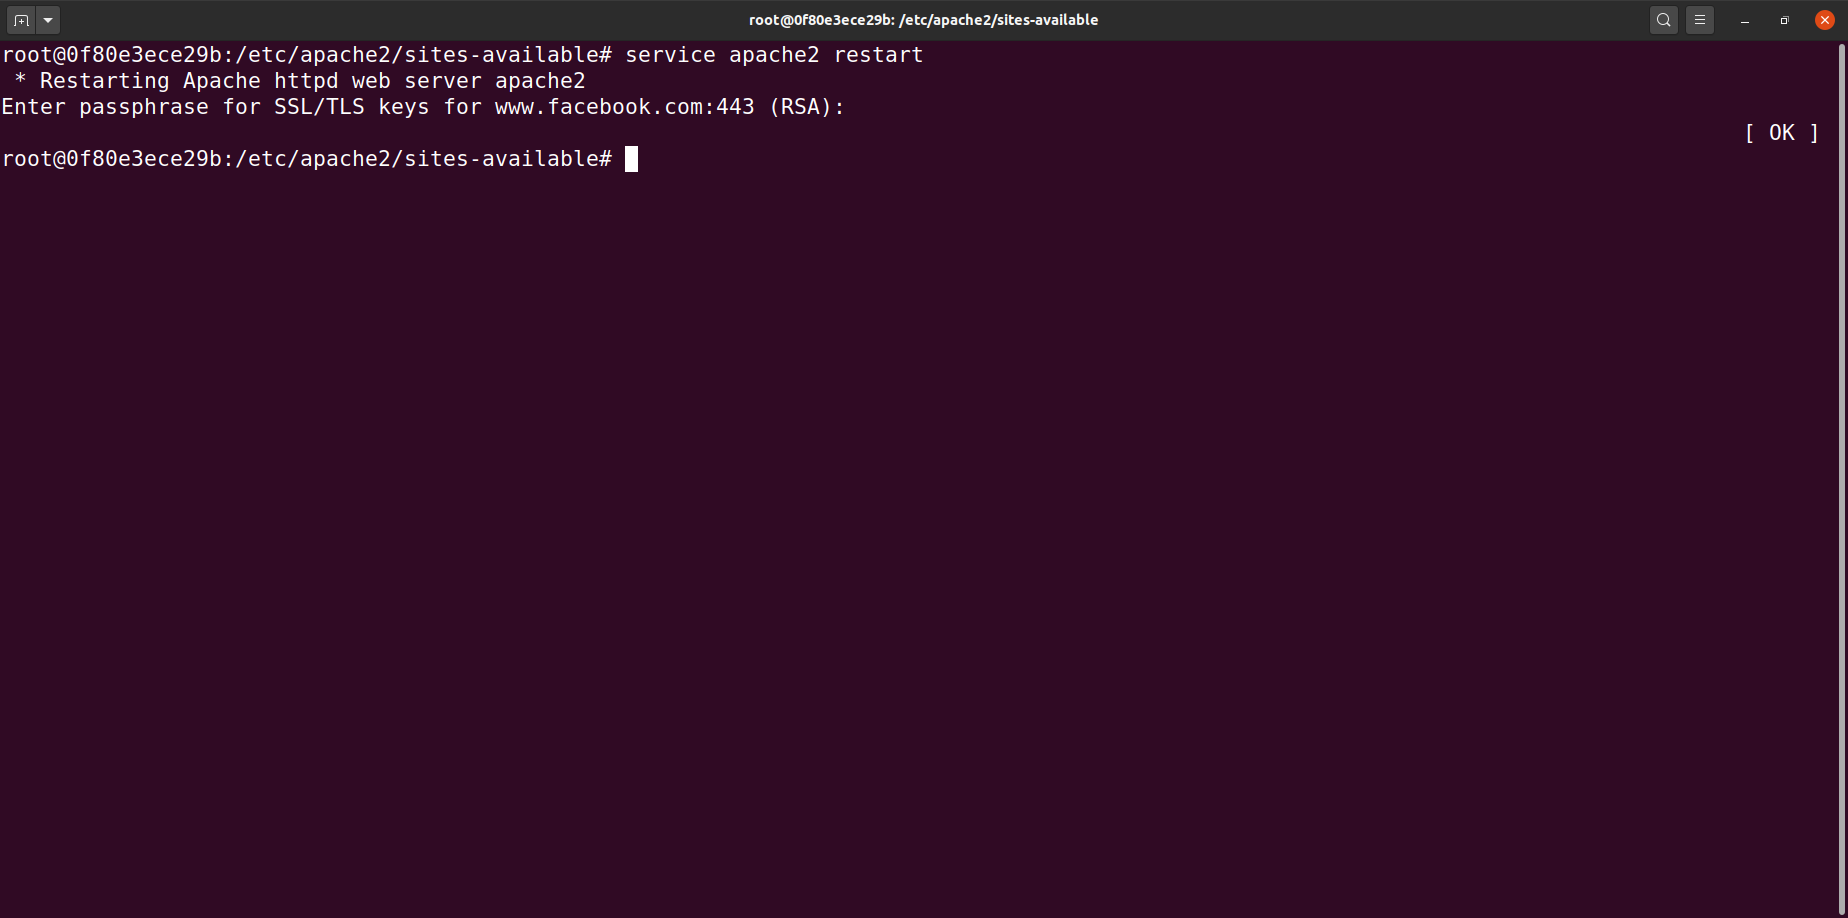 root@0f80e3ece29b: /etc/apache2/sites-available
root@0f80e3ece29b:/etc/apache2/sites-available# service apache2 restart
 * Restarting Apache httpd web server apache2
Enter passphrase for SSL/TLS keys for www.facebook.com:443 (RSA):
[ OK ]
root@0f80e3ece29b:/etc/apache2/sites-available#